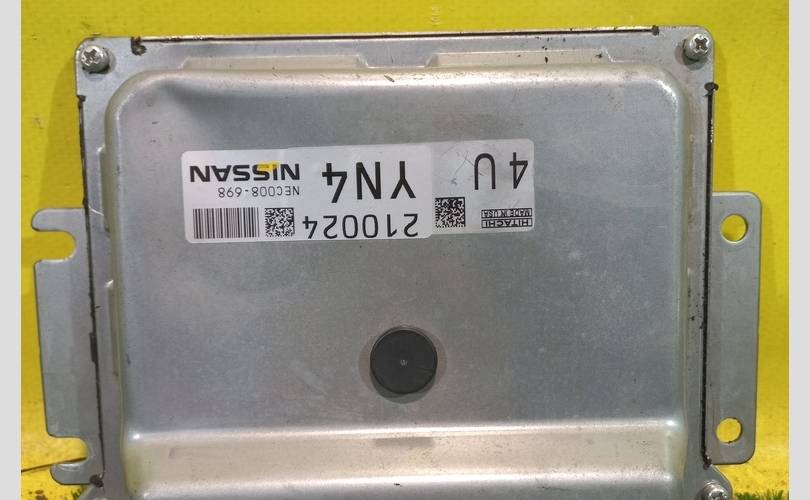 HITACHI
MADE IN USA
210024
4U
YN4
NEC008-698
NISSAN